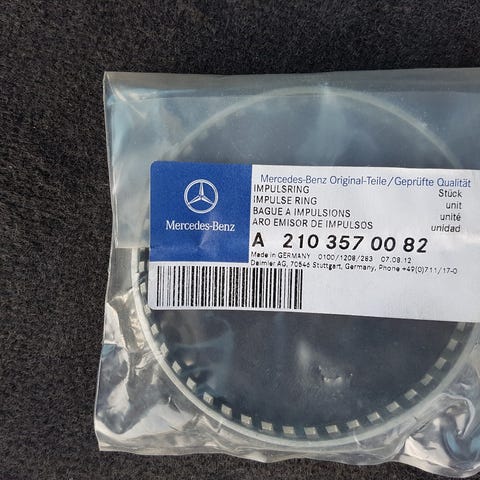 Mercedes-Benz Original-Teile/Geprüfte Qualität
Mercedes-Benz
IMPULSRING Stück
IMPULSE RING unit
BAGUE A IMPULSIONS unité
ARO EMISOR DE IMPULSOS unidad
A 210 357 00 82
Made in GERMANY 0100/1208/283 07.08.12
Daimler AG, 70546 Stuttgart, Germany, Phone +49(0)711/17-0